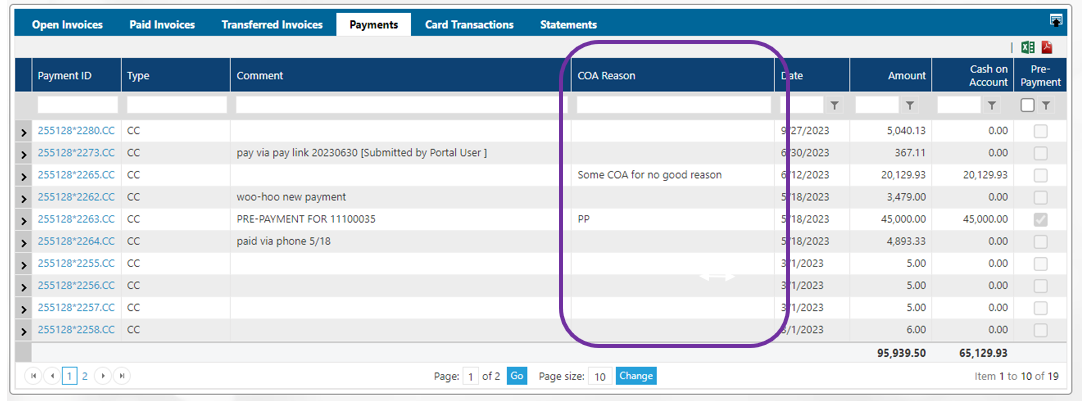 Open Invoices Paid Invoices Transferred Invoices Payments Card Transactions Statements
Payment ID Type Comment COA Reason Date Amount Cash on Account Pre-Payment
255128*2280.CC CC 9/27/2023 5,040.13 0.00
255128*2273.CC CC pay via pay link 20230630 [Submitted by Portal User ] 6/30/2023 367.11 0.00
255128*2265.CC CC Some COA for no good reason 6/12/2023 20,129.93 20,129.93
255128*2262.CC CC woo-hoo new payment 5/18/2023 3,479.00 0.00
255128*2263.CC CC PRE-PAYMENT FOR 11100035 PP 5/18/2023 45,000.00 45,000.00
255128*2264.CC CC paid via phone 5/18 5/18/2023 4,893.33 0.00
255128*2255.CC CC 3/1/2023 5.00 0.00
255128*2256.CC CC 3/1/2023 5.00 0.00
255128*2257.CC CC 3/1/2023 5.00 0.00
255128*2258.CC CC 3/1/2023 6.00 0.00
95,939.50 65,129.93
1 2 Page: 1 of 2 Go Page size: 10 Change Item 1 to 10 of 19